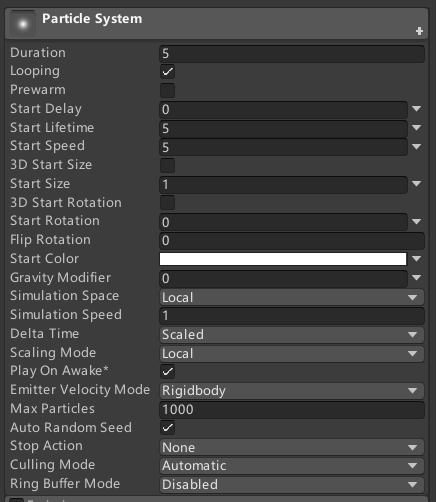 Particle System
Duration 5
Looping
Prewarm
Start Delay 0
Start Lifetime 5
Start Speed 5
3D Start Size
Start Size 1
3D Start Rotation
Start Rotation 0
Flip Rotation 0
Start Color
Gravity Modifier 0
Simulation Space Local
Simulation Speed 1
Delta Time Scaled
Scaling Mode Local
Play On Awake*
Emitter Velocity Mode Rigidbody
Max Particles 1000
Auto Random Seed
Stop Action None
Culling Mode Automatic
Ring Buffer Mode Disabled